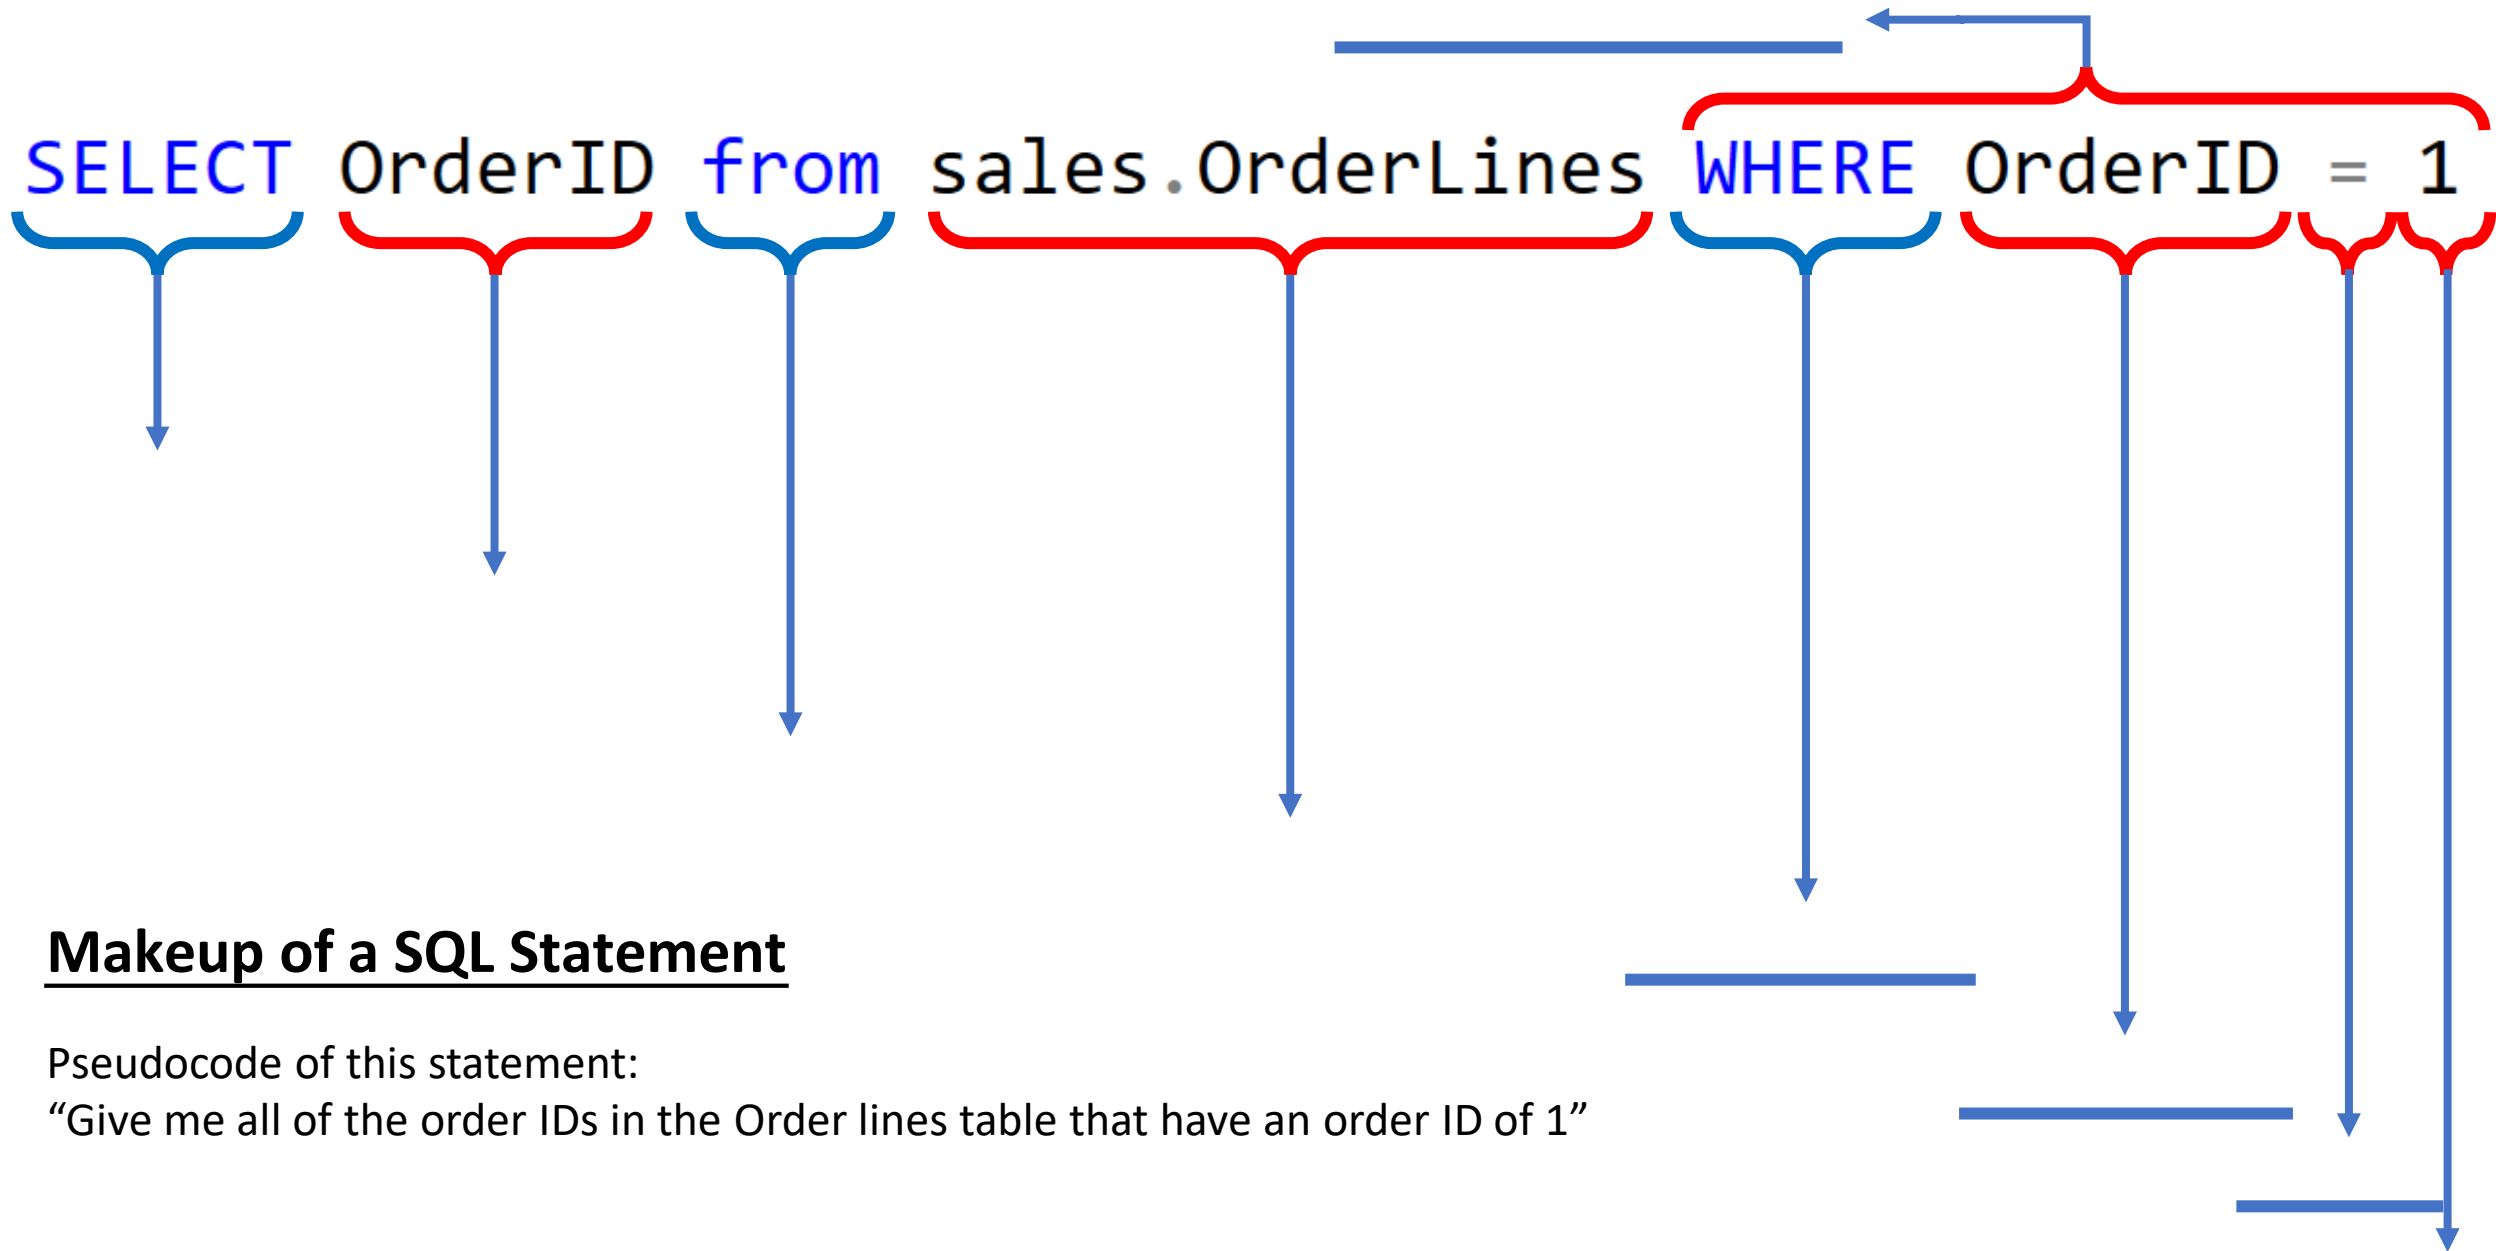 SELECT OrderID from sales.OrderLines WHERE OrderID = 1
Makeup of a SQL Statement
Pseudocode of this statement:
“Give me all of the order IDs in the Order lines table that have an order ID of 1”